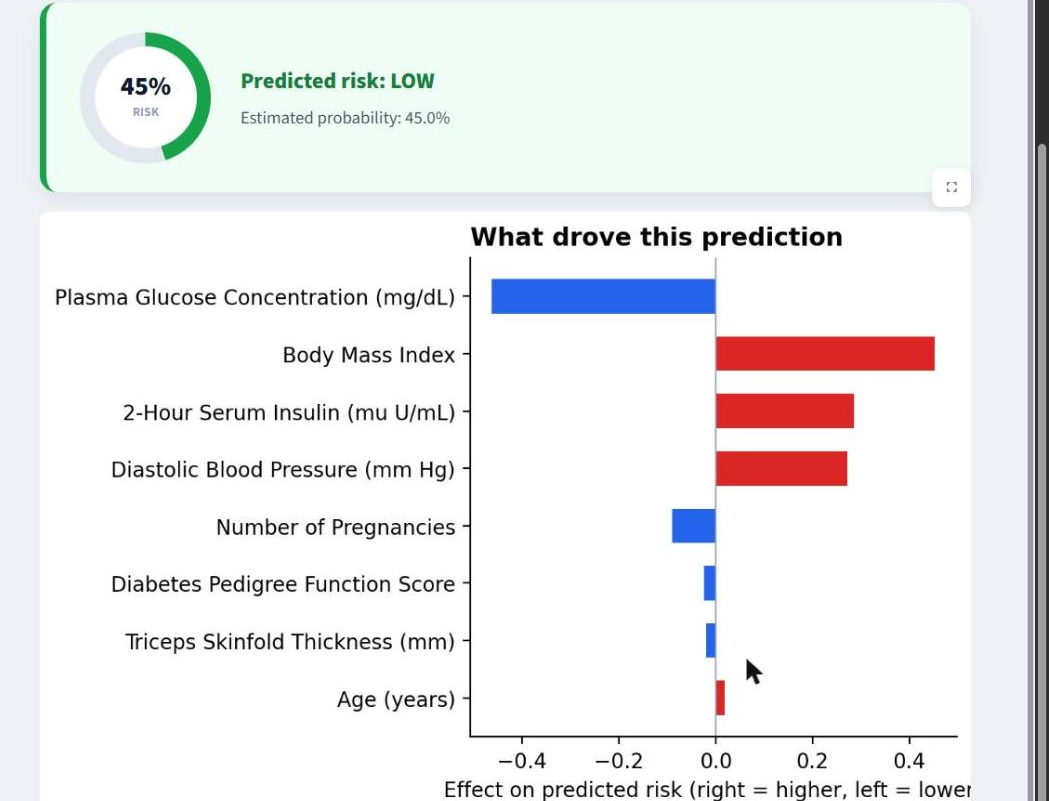 45%
RISK
Predicted risk: LOW
Estimated probability: 45.0%
What drove this prediction
Plasma Glucose Concentration (mg/dL)
Body Mass Index
2-Hour Serum Insulin (mu U/mL)
Diastolic Blood Pressure (mm Hg)
Number of Pregnancies
Diabetes Pedigree Function Score
Triceps Skinfold Thickness (mm)
Age (years)
−0.4 −0.2 0.0 0.2 0.4
Effect on predicted risk (right = higher, left = lower